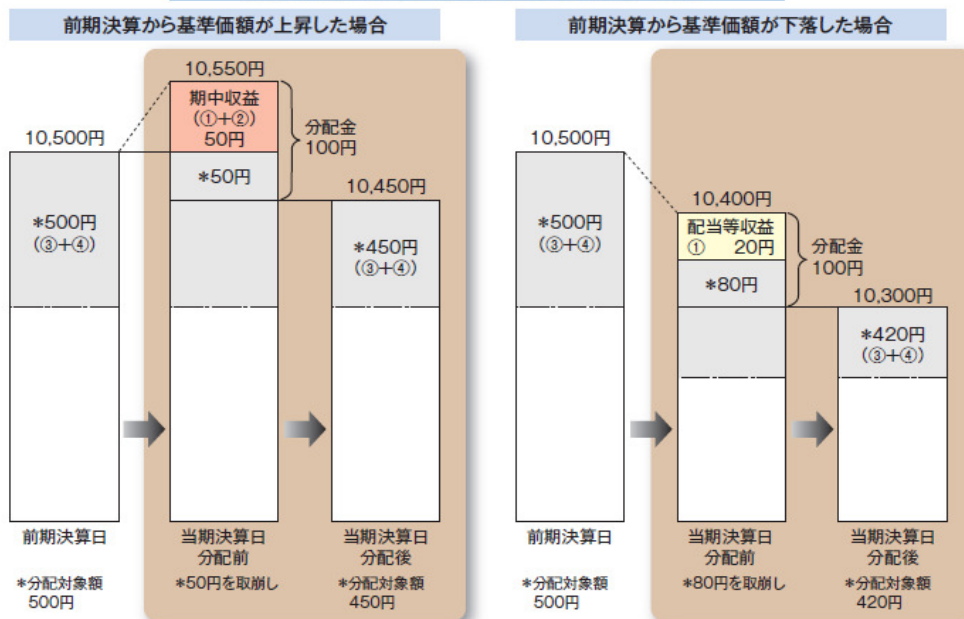 前期決算から基準価額が上昇した場合
10,550円
期中収益
(①+②)
50円
分配金
100円
10,500円
*50円
10,450円
*500円
(③+④)
*450円
(③+④)
前期決算日
当期決算日
分配前
当期決算日
分配後
*分配対象額
500円
*50円を取崩し
*分配対象額
450円
前期決算から基準価額が下落した場合
10,500円
10,400円
*500円
(③+④)
配当等収益
① 20円
分配金
100円
*80円
10,300円
*420円
(③+④)
前期決算日
当期決算日
分配前
当期決算日
分配後
*分配対象額
500円
*80円を取崩し
*分配対象額
420円